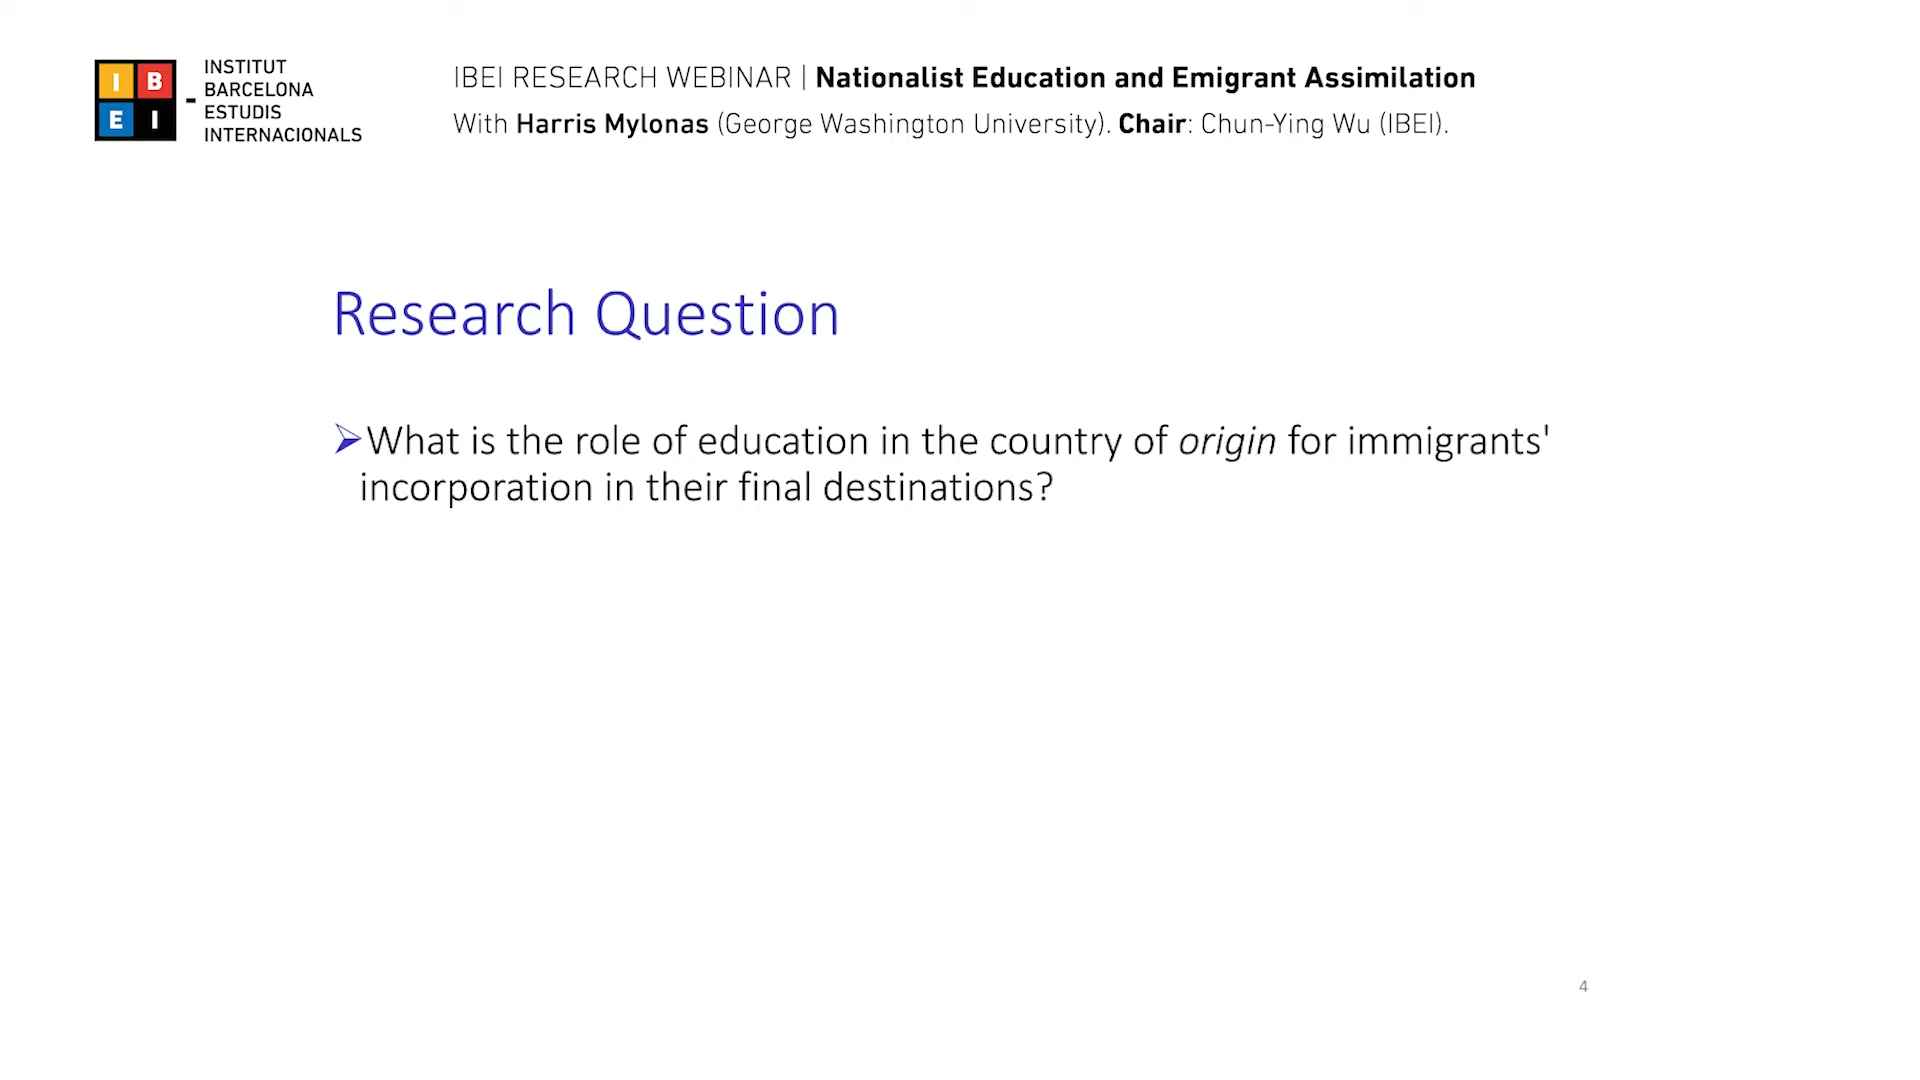 I B
E I
INSTITUT
BARCELONA
ESTUDIS
INTERNACIONALS
IBEI RESEARCH WEBINAR | Nationalist Education and Emigrant Assimilation
With Harris Mylonas (George Washington University). Chair: Chun-Ying Wu (IBEI).
Research Question
What is the role of education in the country of origin for immigrants'
incorporation in their final destinations?
4